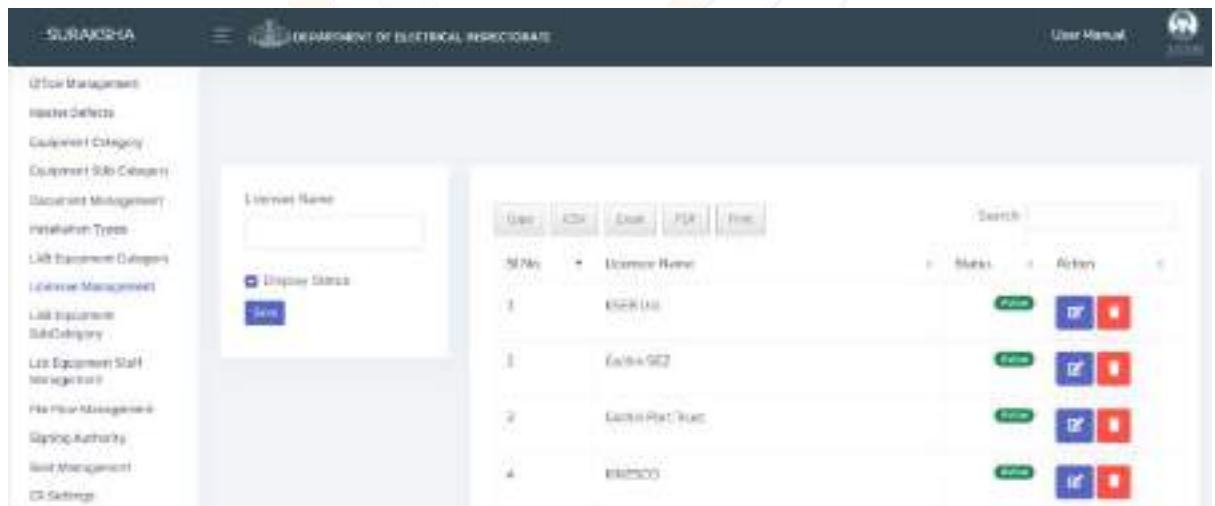 SURAKSHA
DEPARTMENT OF ELECTRICAL INSPECTORATE
User Manual
Office Management
Master Defects
Equipment Category
Equipment Sub Category
Document Management
Installation Types
LAB Equipment Category
Licensee Management
LAB Equipment
SubCategory
Lab Equipment Staff
Management
File Flow Management
Signing Authority
Seat Management
CR Settings
Licensee Name
Display Status
Save
Copy CSV Excel PDF Print
Search
Sl No. Licensee Name Status Action
1 KSEB Ltd. Active
2 Cochin SEZ Active
3 Cochin Port Trust Active
4 KINESCO Active